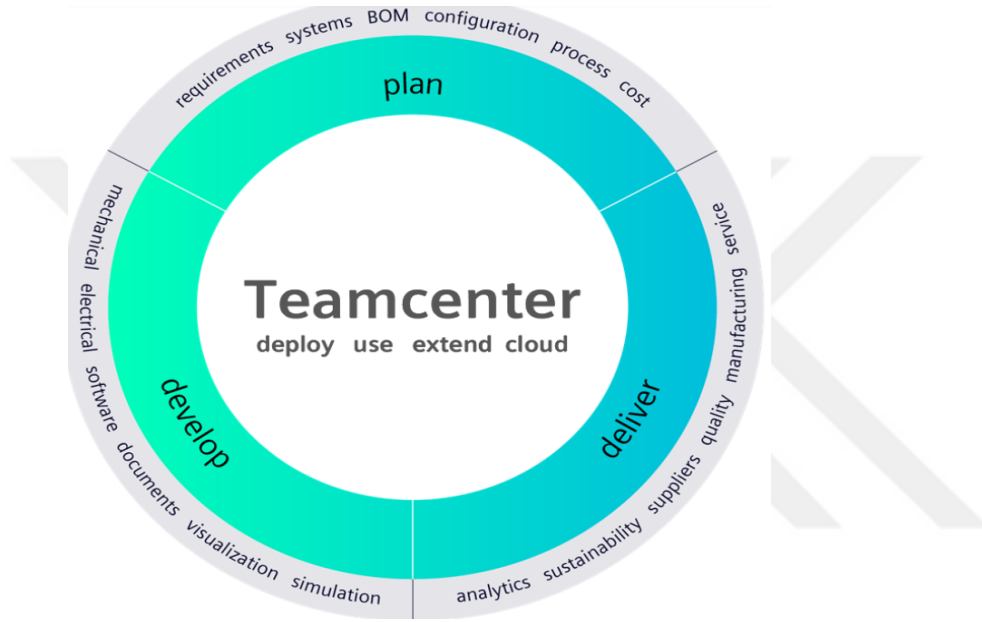 requirements systems BOM configuration process cost
plan
mechanical electrical software documents visualization simulation
develop
Teamcenter
deploy use extend cloud
deliver
analytics sustainability suppliers quality manufacturing service